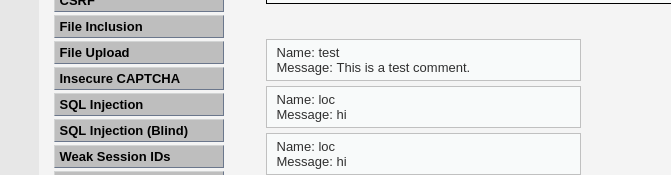 CSRF
File Inclusion
File Upload
Insecure CAPTCHA
SQL Injection
SQL Injection (Blind)
Weak Session IDs
Name: test
Message: This is a test comment.
Name: loc
Message: hi
Name: loc
Message: hi